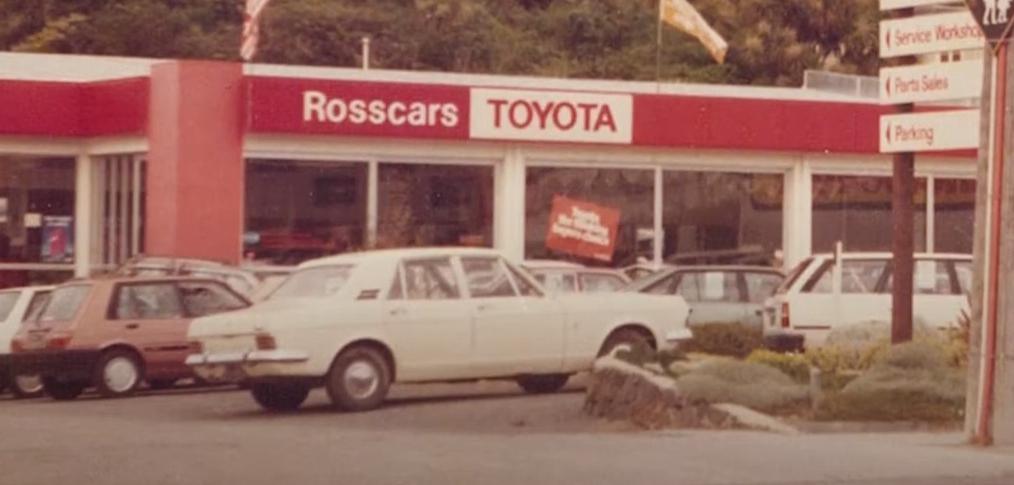 Rosscars TOYOTA
Service Workshop
Parts Sales
Parking